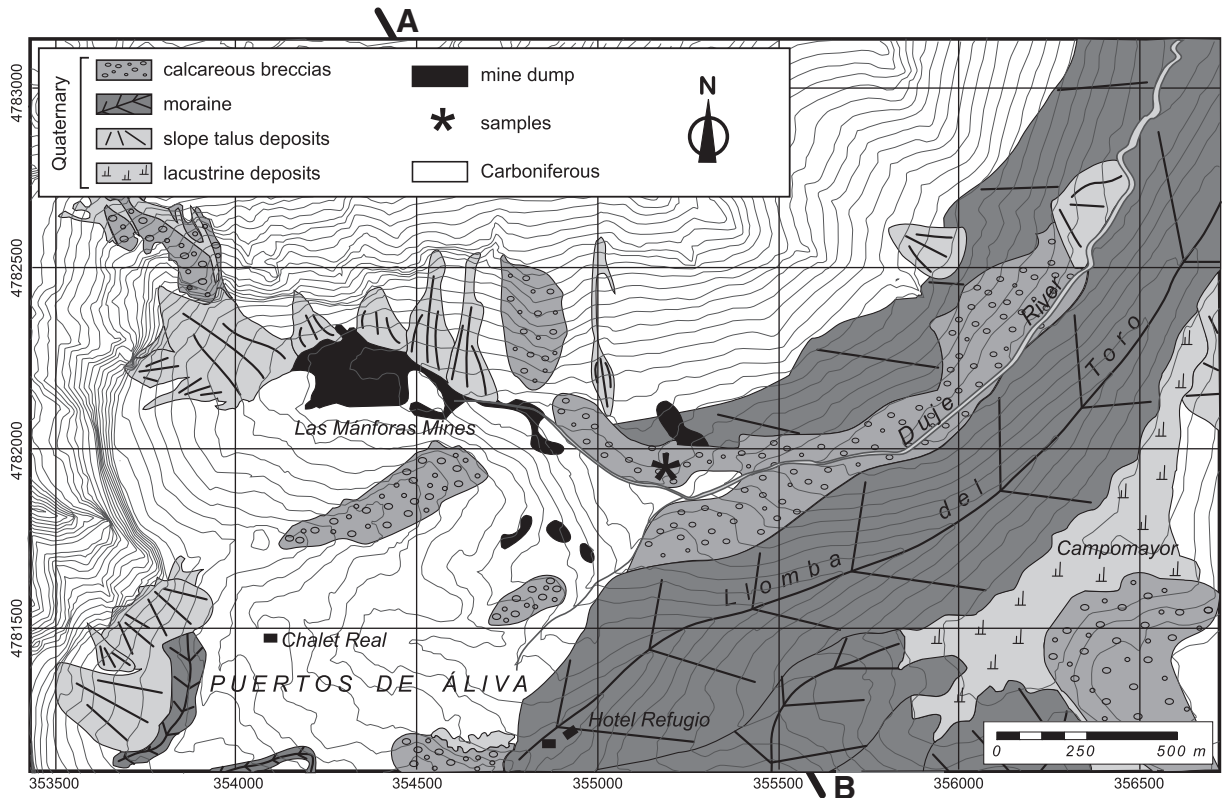 A
Quaternary
calcareous breccias
moraine
slope talus deposits
lacustrine deposits
mine dump
samples
Carboniferous
N
4783000
4782500
4782000
4781500
Las Mánforas Mines
Duje River
Llomba del Toro
Campomayor
Chalet Real
PUERTOS DE ÁLIVA
Hotel Refugio
0 250 500 m
353500 354000 354500 355000 355500 356000 356500
B